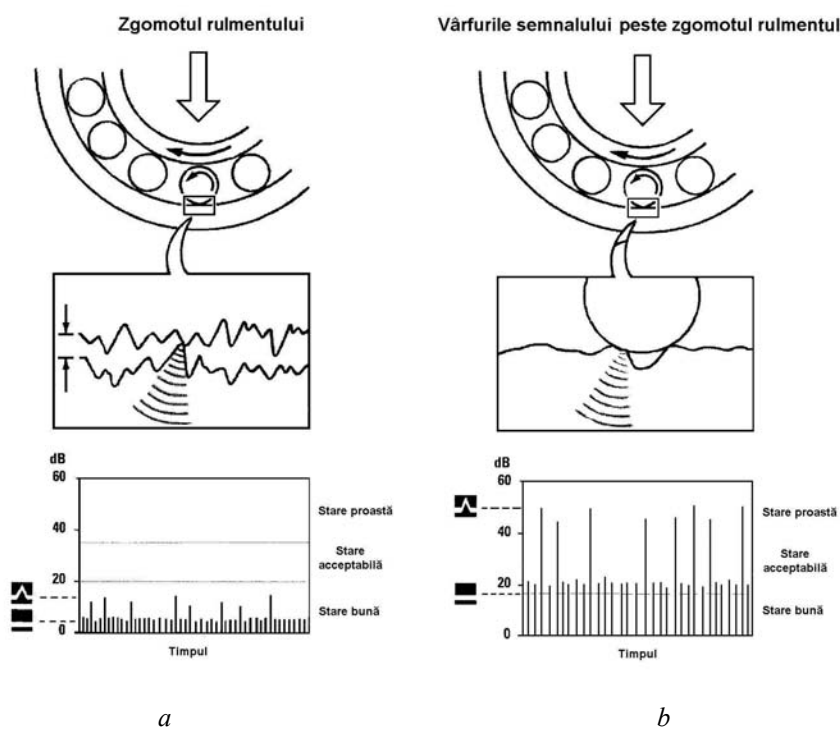 Zgomotul rulmentului
Vârfurile semnalului peste zgomotul rulmentul
dB
60
40
20
0
Stare proastă
Stare
acceptabilă
Stare bună
Timpul
dB
60
40
20
0
Stare proastă
Stare
acceptabilă
Stare bună
Timpul
a
b